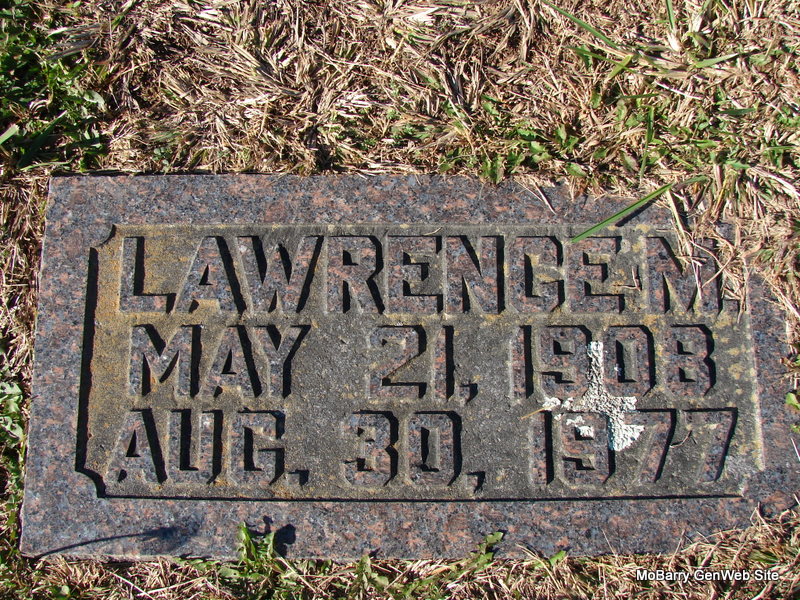 LAWRENCE M.
MAY 21, 1908
AUG. 30, 1977
MoBarry GenWeb Site